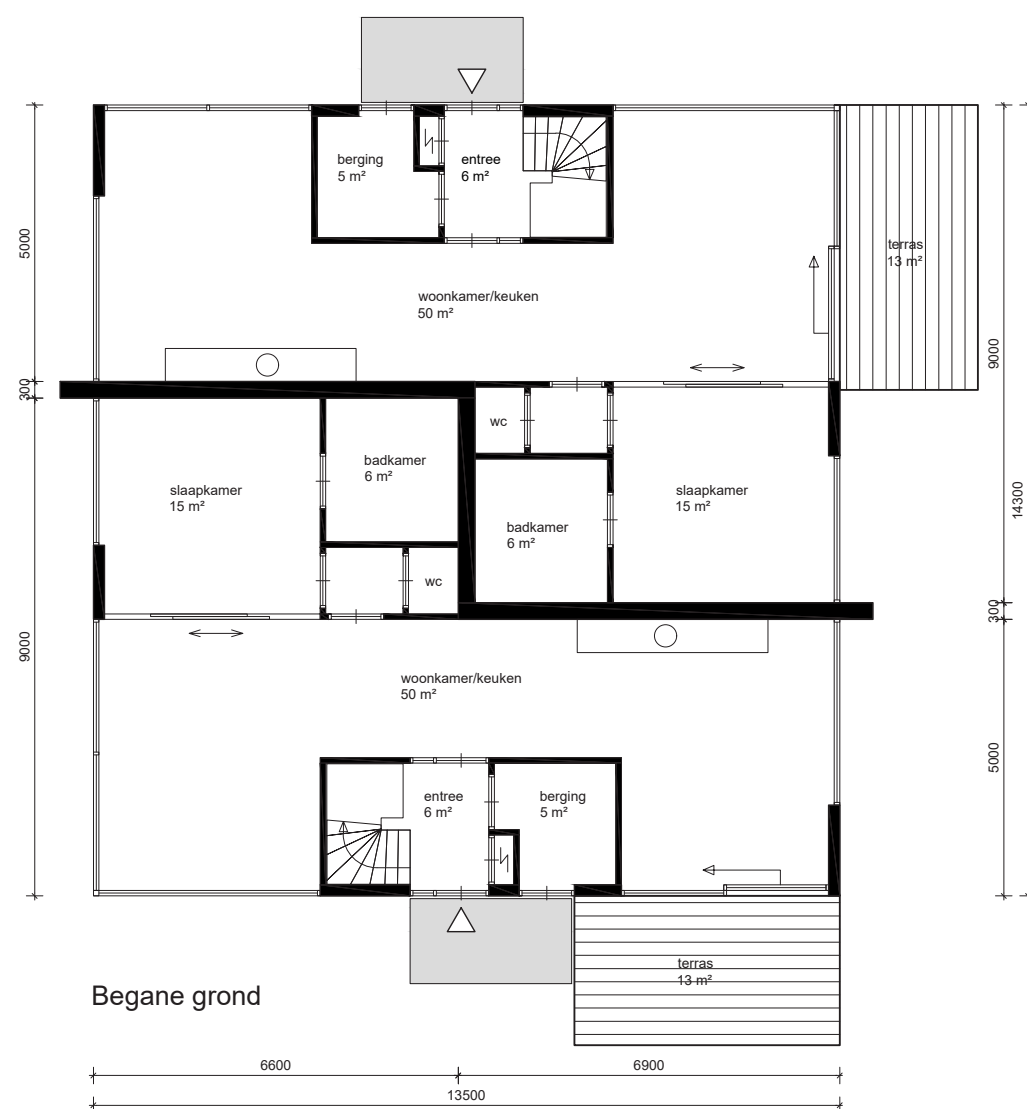 berging
5 m²
entree
6 m²
terras
13 m²
woonkamer/keuken
50 m²
5000
300
9000
9000
14300
300
5000
wc
badkamer
6 m²
slaapkamer
15 m²
slaapkamer
15 m²
badkamer
6 m²
wc
woonkamer/keuken
50 m²
entree
6 m²
berging
5 m²
terras
13 m²
Begane grond
6600
6900
13500